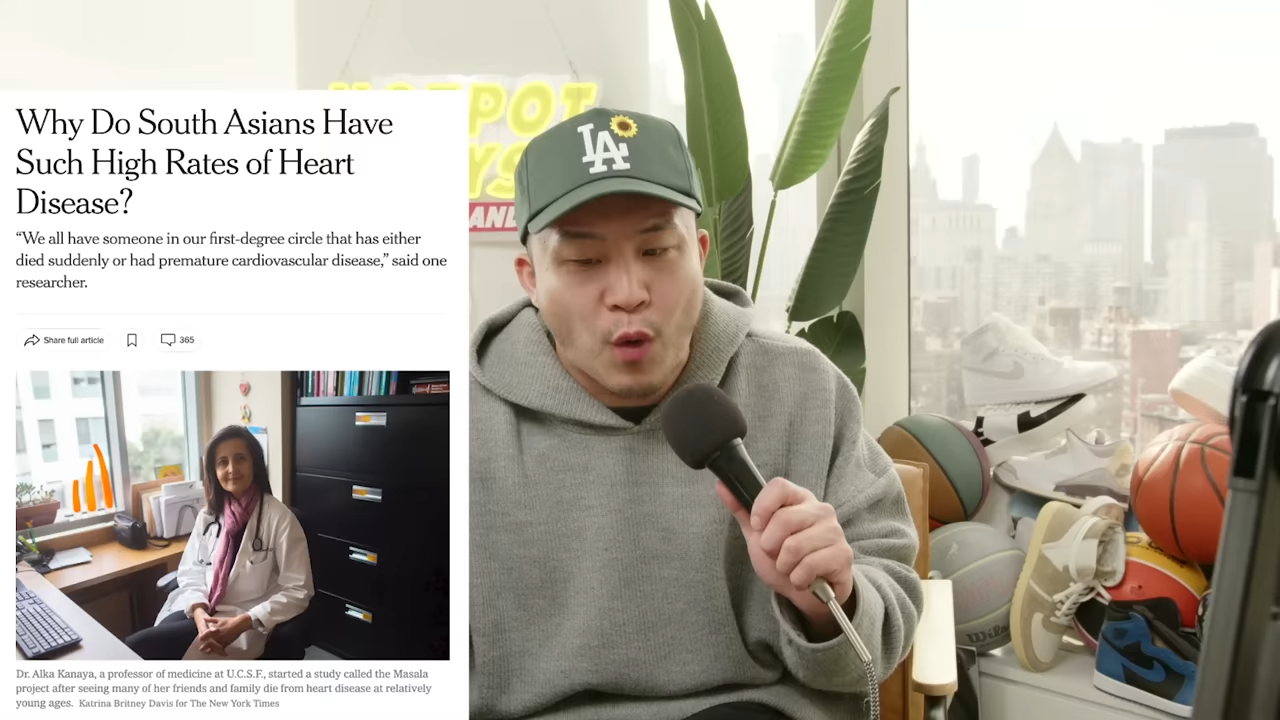 Why Do South Asians Have
Such High Rates of Heart
Disease?
“We all have someone in our first-degree circle that has either
died suddenly or had premature cardiovascular disease,” said one
researcher.
Share full article
365
Dr. Alka Kanaya, a professor of medicine at U.C.S.F., started a study called the Masala
project after seeing many of her friends and family die from heart disease at relatively
young ages. Katrina Britney Davis for The New York Times
LA